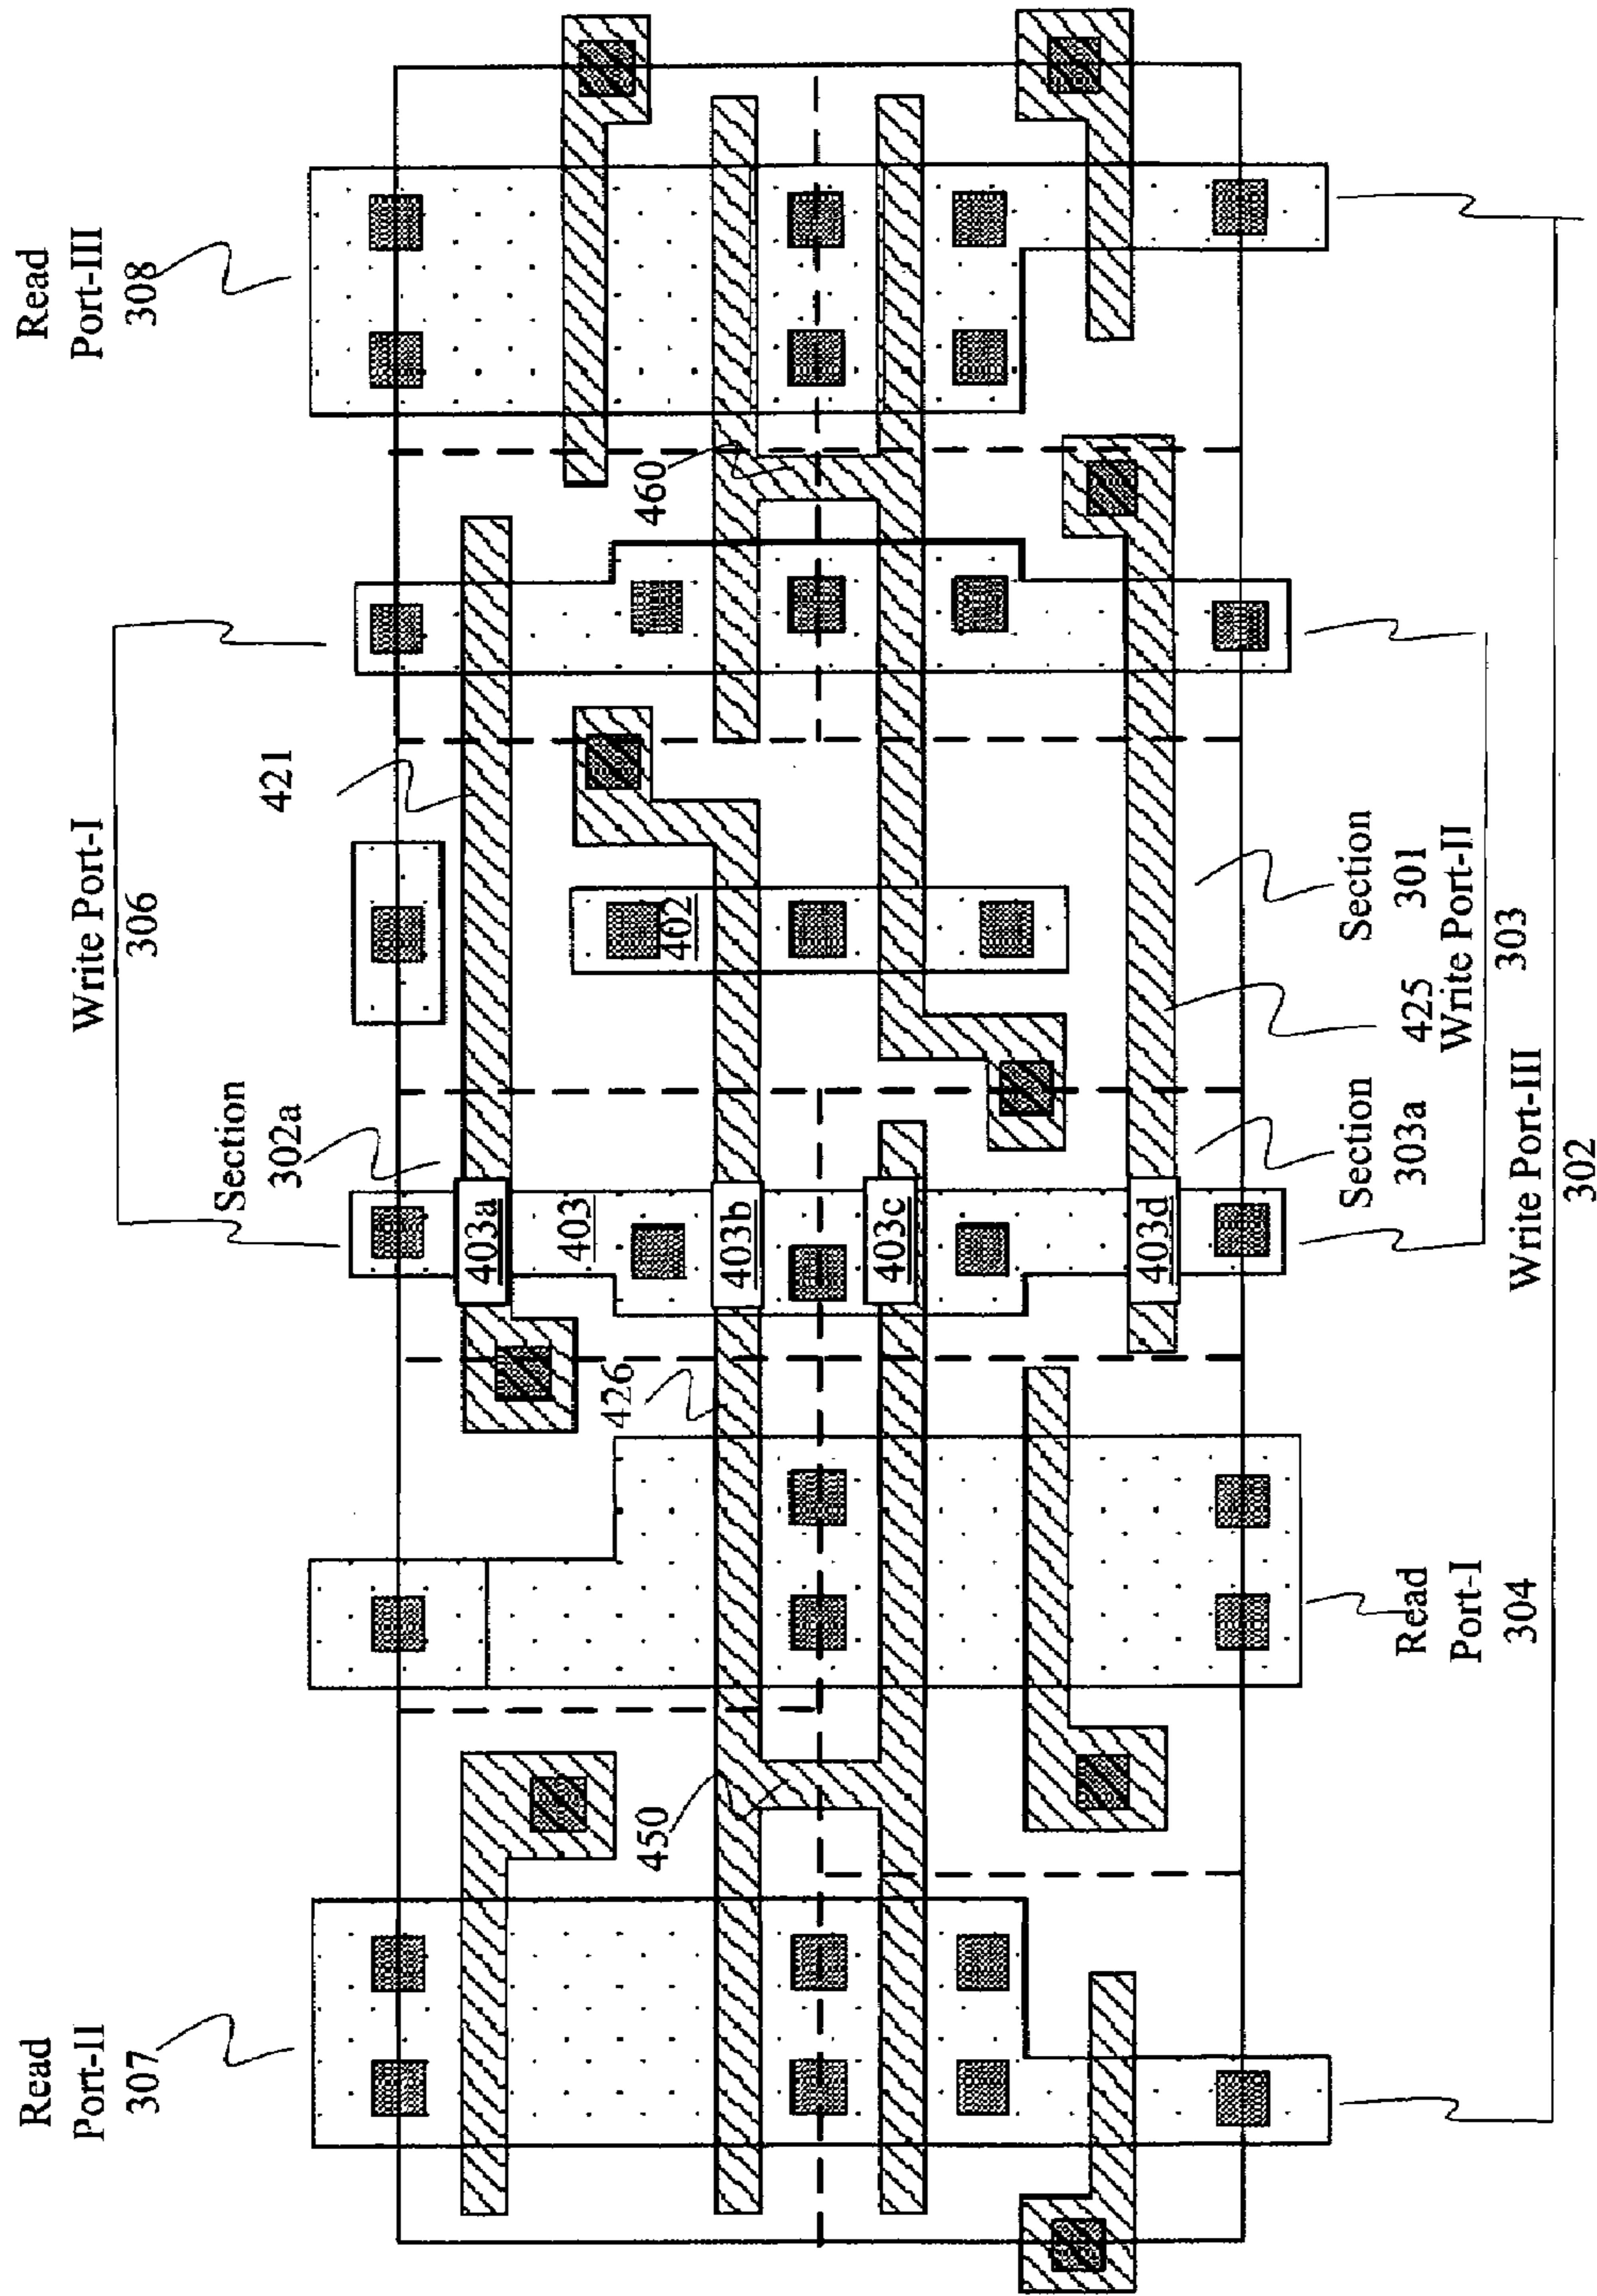 Read
Port-II
307
Read
Port-III
308
Write Port-I
306
Section
302a
421
403a
403
403b
403c
403d
402
426
450
460
Section
301
425
Write Port-II
303
Section
303a
Read
Port-I
304
Write Port-III
302